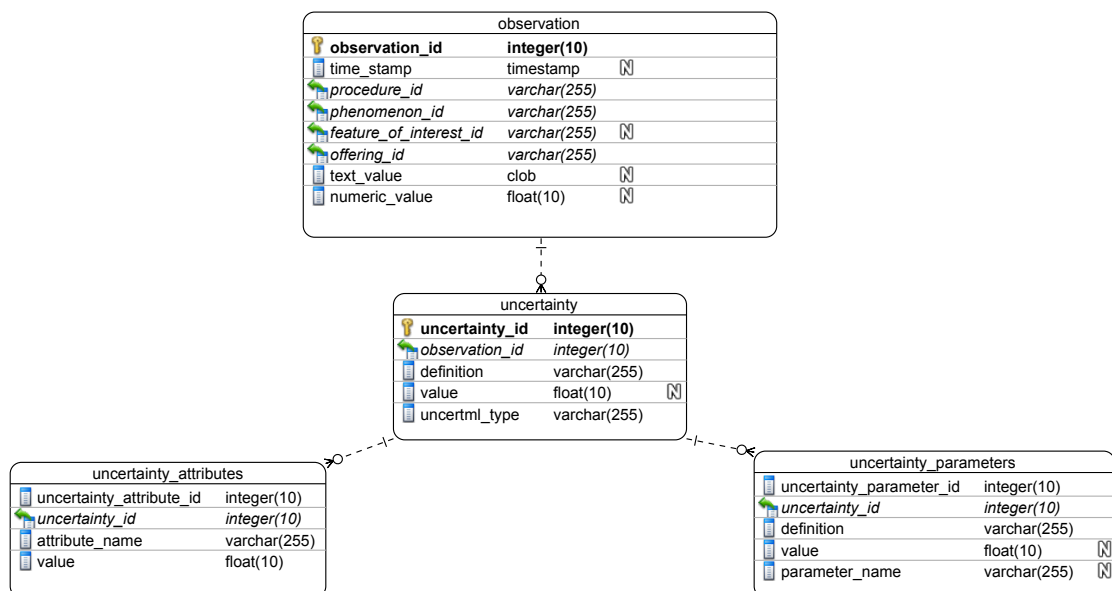 observation
observation_id integer(10)
time_stamp timestamp N
procedure_id varchar(255)
phenomenon_id varchar(255)
feature_of_interest_id varchar(255) N
offering_id varchar(255)
text_value clob N
numeric_value float(10) N
uncertainty
uncertainty_id integer(10)
observation_id integer(10)
definition varchar(255)
value float(10) N
uncertml_type varchar(255)
uncertainty_attributes
uncertainty_attribute_id integer(10)
uncertainty_id integer(10)
attribute_name varchar(255)
value float(10)
uncertainty_parameters
uncertainty_parameter_id integer(10)
uncertainty_id integer(10)
definition varchar(255)
value float(10) N
parameter_name varchar(255) N